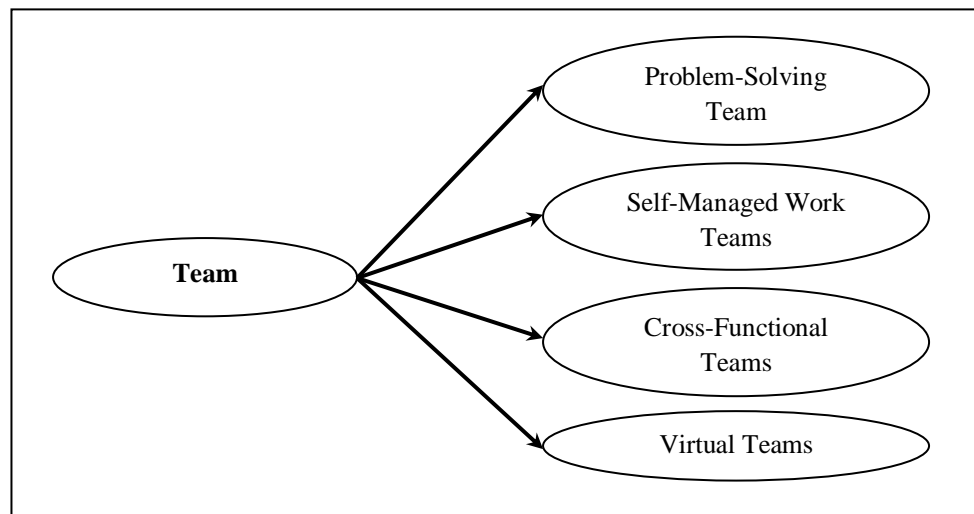 Problem-Solving
Team
Self-Managed Work
Teams
Team
Cross-Functional
Teams
Virtual Teams